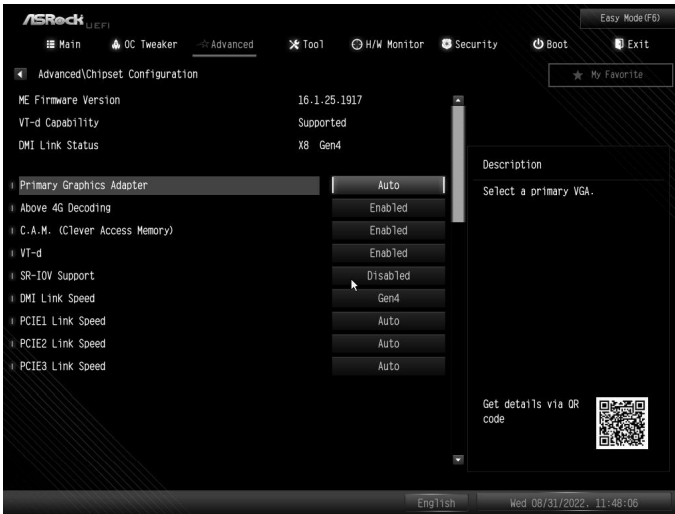 ASRock UEFI
Easy Mode(F6)
Main OC Tweaker Advanced Tool H/W Monitor Security Boot Exit
Advanced\Chipset Configuration
My Favorite
ME Firmware Version 16.1.25.1917
VT-d Capability Supported
DMI Link Status X8 Gen4
Primary Graphics Adapter Auto
Above 4G Decoding Enabled
C.A.M. (Clever Access Memory) Enabled
VT-d Enabled
SR-IOV Support Disabled
DMI Link Speed Gen4
PCIE1 Link Speed Auto
PCIE2 Link Speed Auto
PCIE3 Link Speed Auto
Description
Select a primary VGA.
Get details via QR
code
English
Wed 08/31/2022, 11:48:06